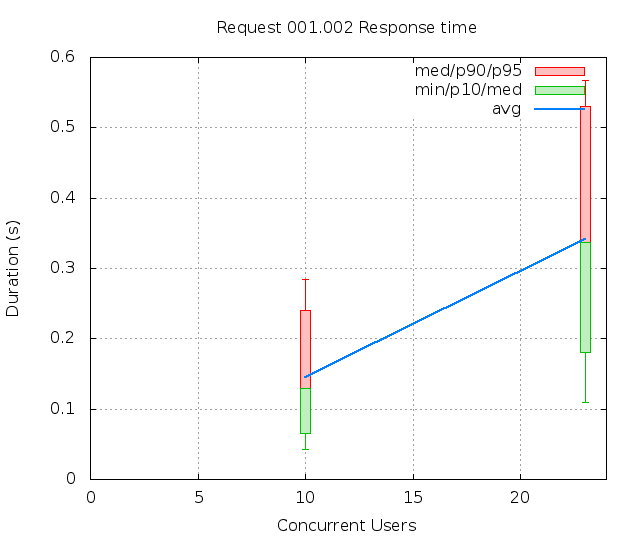 Request 001.002 Response time
0.6
0.5
0.4
0.3
0.2
0.1
0
Duration (s)
med/p90/p95
min/p10/med
avg
0 5 10 15 20
Concurrent Users